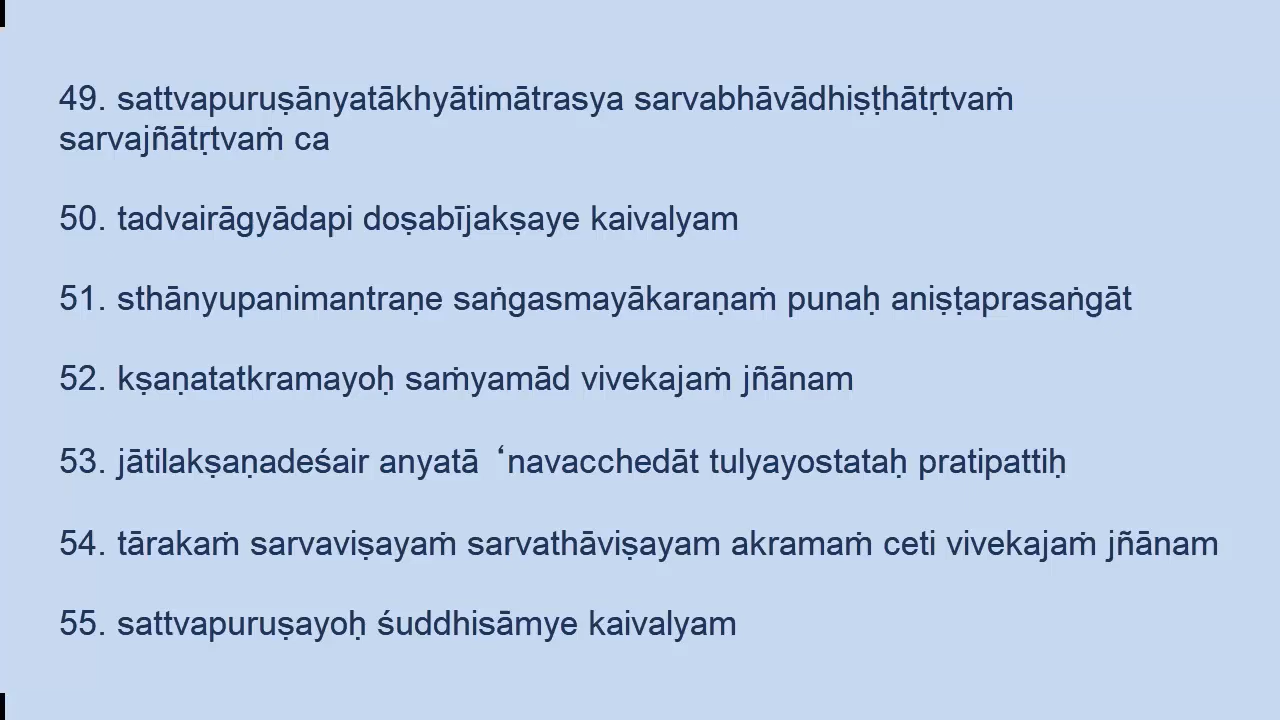 49. sattvapuruṣānyatākhyātimātrasya sarvabhāvādhiṣṭhātṛtvaṁ
sarvajñātṛtvaṁ ca
50. tadvairāgyādapi doṣabījakṣaye kaivalyam
51. sthānyupanimantraṇe saṅgasmayākaraṇaṁ punaḥ aniṣṭaprasaṅgāt
52. kṣaṇatatkramayoḥ saṁyamād vivekajaṁ jñānam
53. jātilakṣaṇadeśair anyatā ‘navacchedāt tulyayostataḥ pratipattiḥ
54. tārakaṁ sarvaviṣayaṁ sarvathāviṣayam akramaṁ ceti vivekajaṁ jñānam
55. sattvapuruṣayoḥ śuddhisāmye kaivalyam